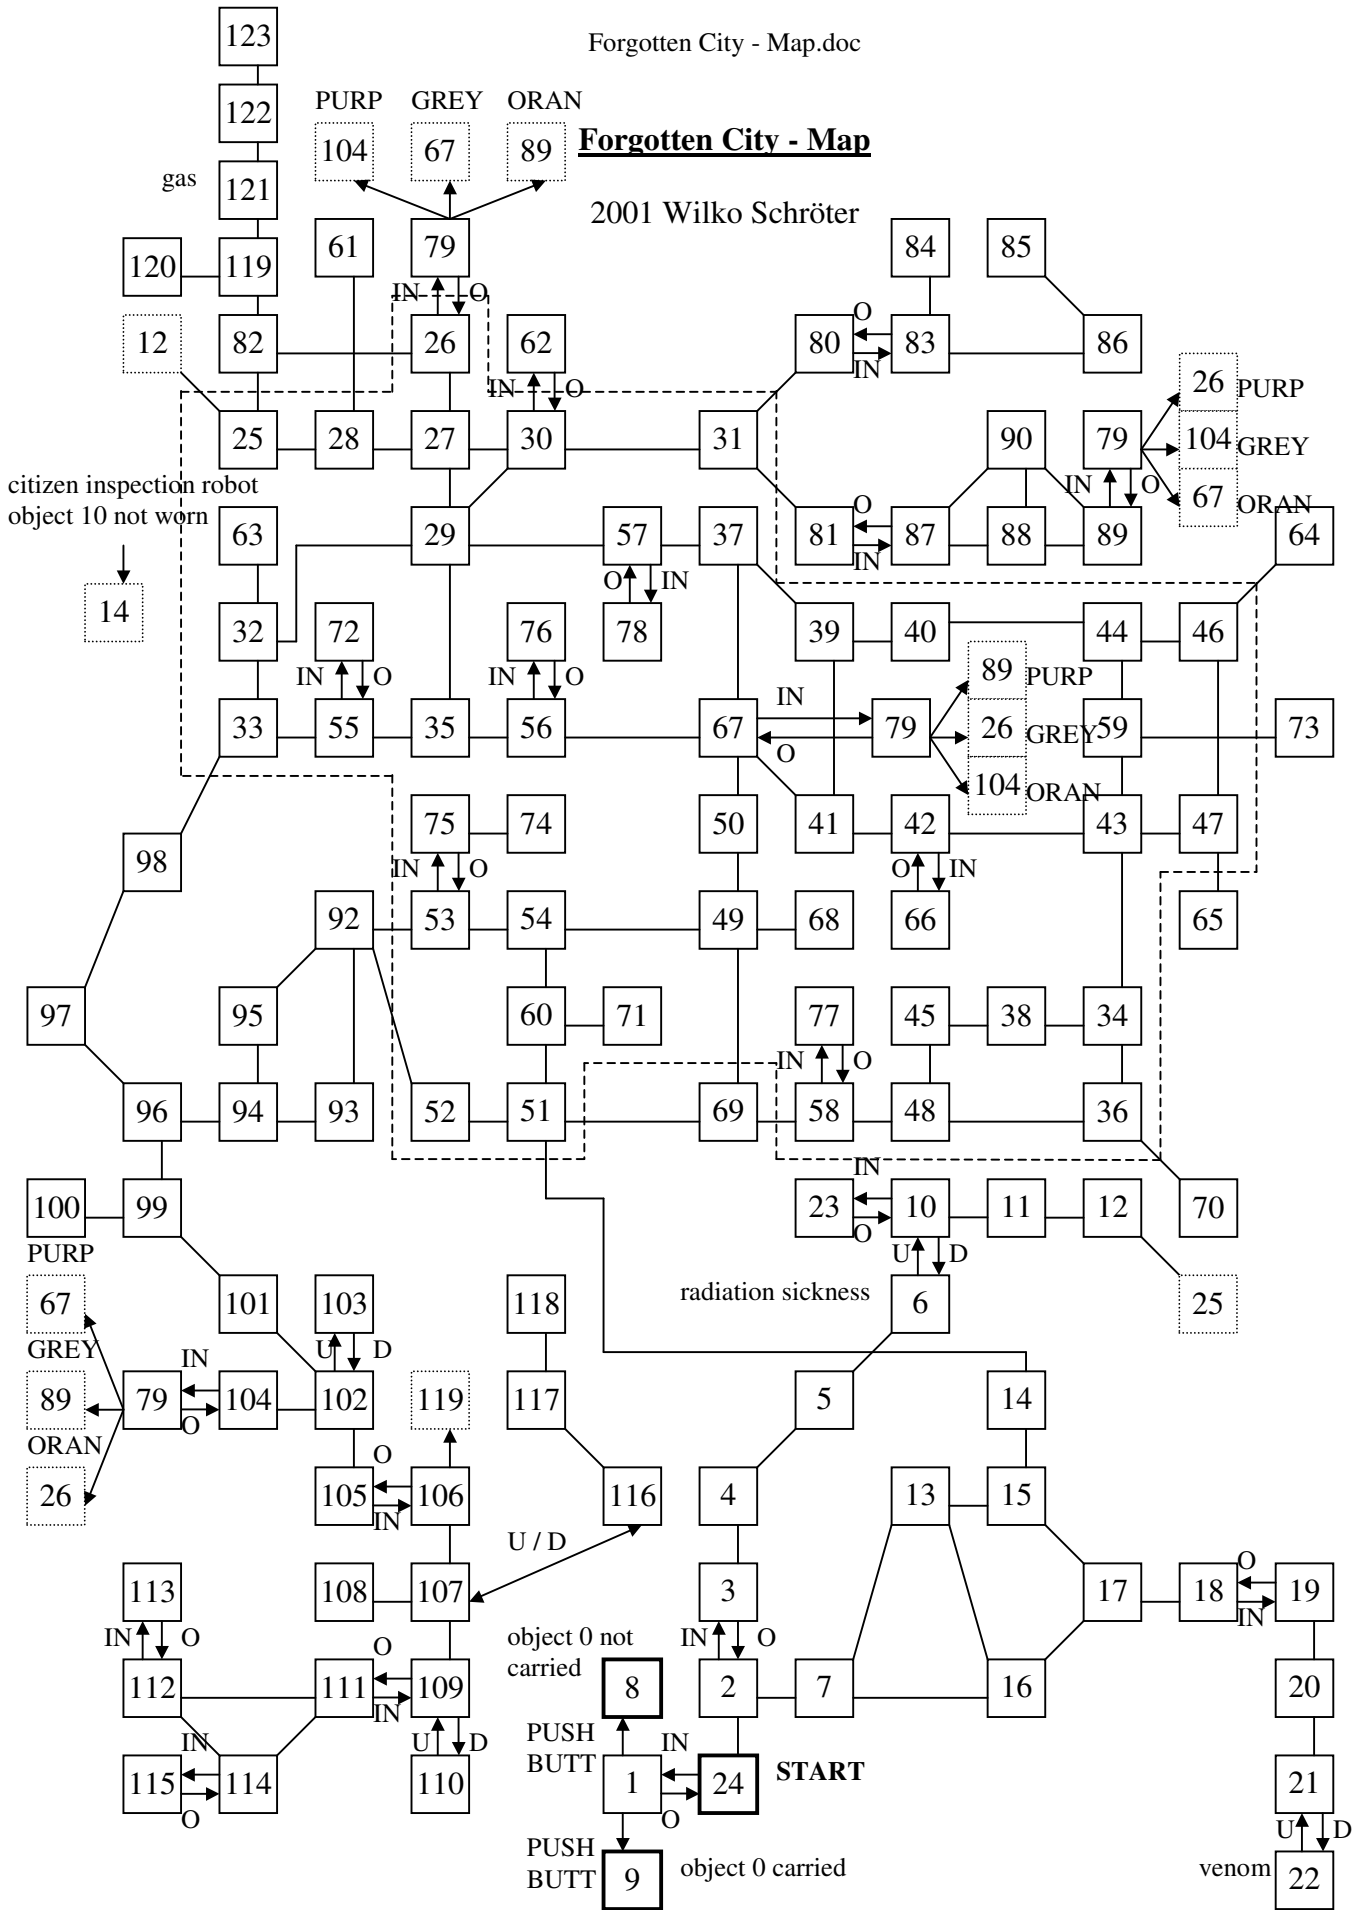 123
Forgotten City - Map.doc
122
PURP GREY ORAN
104 67 89
Forgotten City - Map
gas
121
2001 Wilko Schröter
120 119 61 79 84 85
IN O
12 82 26 62 80 O IN 83 86
IN O
26 PURP
25 28 27 30 31 90 79 104 GREY
67 ORAN
IN O
citizen inspection robot
object 10 not worn
63 29 57 37 81 O IN 87 88 89 64
O IN
14
32 72 76 78 39 40 44 46
IN O IN O
89 PURP
33 55 35 56 67 IN O 79 26 GREY 59 73
104 ORAN
98 75 74 50 41 42 43 47
IN O O IN
92 53 54 49 68 66 65
97 95 60 71 77 45 38 34
IN O
96 94 93 52 51 69 58 48 36
IN
100 99 23 10 11 12 70
O
U D
PURP
67 101 103 118 radiation sickness 6 25
GREY
U D
IN
89 79 104 102 119 117 5 14
O
ORAN
26 105 O IN 106 116 4 13 15
U / D
113 108 107 3 17 18 O IN 19
IN O
object 0 not
carried
IN O
112 111 O IN 109 8 2 7 16 20
U D
PUSH
BUTT
IN
115 IN O 114 110 1 24 START 21
O
U D
PUSH
BUTT
9 object 0 carried venom 22